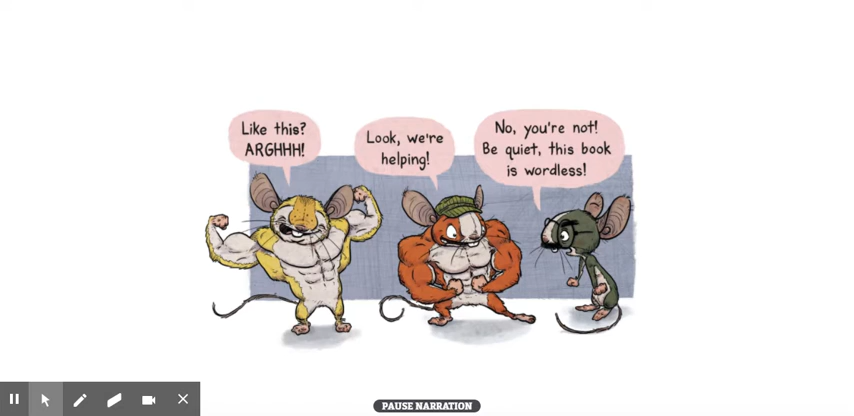 Like this?
ARGHHH!
Look, we're
helping!
No, you're not!
Be quiet, this book
is wordless!
PAUSE NARRATION